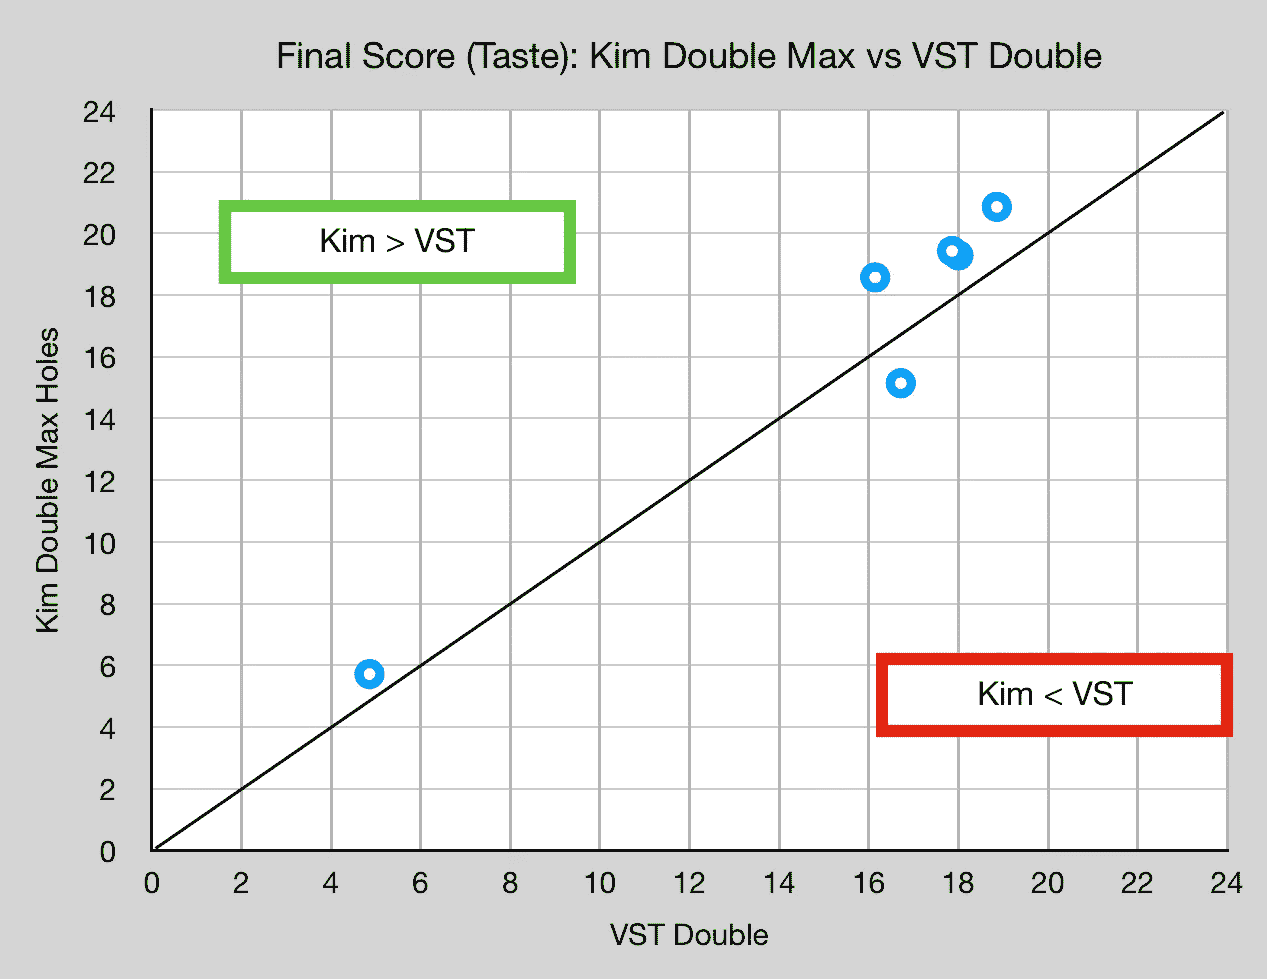 Final Score (Taste): Kim Double Max vs VST Double
24
22
20
18
16
14
12
10
8
6
4
2
0
Kim Double Max Holes
Kim > VST
Kim < VST
0 2 4 6 8 10 12 14 16 18 20 22 24
VST Double